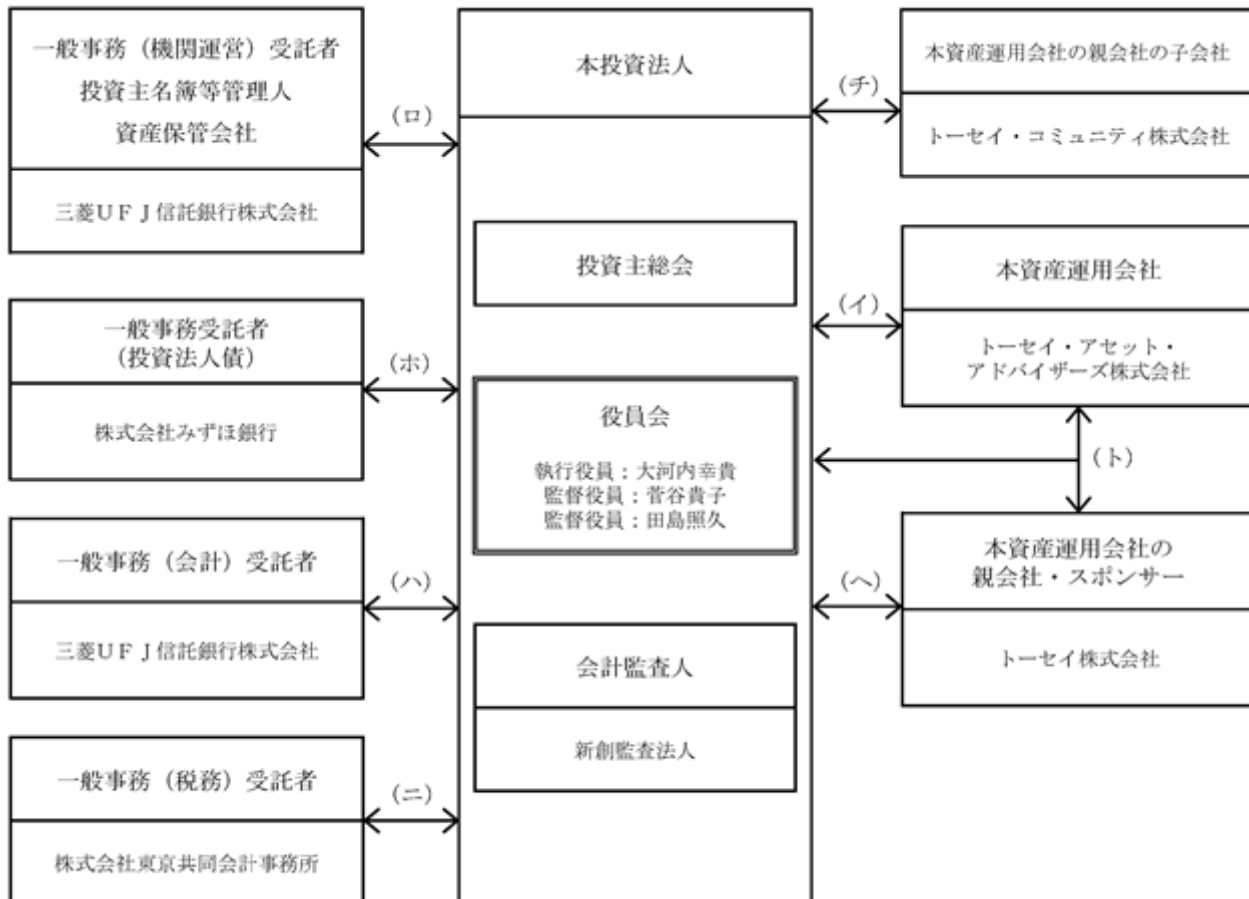 一般事務（機関運営）受託者
投資主名簿等管理人
資産保管会社
三菱ＵＦＪ信託銀行株式会社
（ロ）
一般事務受託者
（投資法人債）
株式会社みずほ銀行
（ホ）
一般事務（会計）受託者
三菱ＵＦＪ信託銀行株式会社
（ハ）
一般事務（税務）受託者
株式会社東京共同会計事務所
（ニ）
本投資法人
投資主総会
役員会
執行役員：大河内幸貴
監督役員：菅谷貴子
監督役員：田島照久
会計監査人
新創監査法人
（チ）
本資産運用会社の親会社の子会社
トーセイ・コミュニティ株式会社
（イ）
本資産運用会社
トーセイ・アセット・
アドバイザーズ株式会社
（ト）
（ヘ）
本資産運用会社の
親会社・スポンサー
トーセイ株式会社